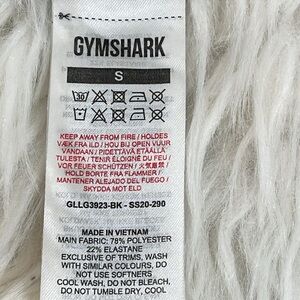 GYMSHARK
S
30
KEEP AWAY FROM FIRE / HOLDES
VÆK FRA ILD / HOU BIJ OPEN VUUR
VANDAAN / PIDETTÄVÄ ETÄÄLLÄ
TULESTA / TENIR ÉLOIGNÉ DU FEU /
VOR FEUER SCHÜTZEN / 火気厳禁 /
HOLD BORTE FRA FLAMMER /
MANTENER ALEJADO DEL FUEGO /
SKYDDA MOT ELD
GLLG3923-BK - SS20-290
MADE IN VIETNAM
MAIN FABRIC: 78% POLYESTER
22% ELASTANE
EXCLUSIVE OF TRIMS, WASH
WITH SIMILAR COLOURS, DO
NOT USE SOFTNERS
COOL WASH, DO NOT BLEACH,
DO NOT TUMBLE DRY, COOL